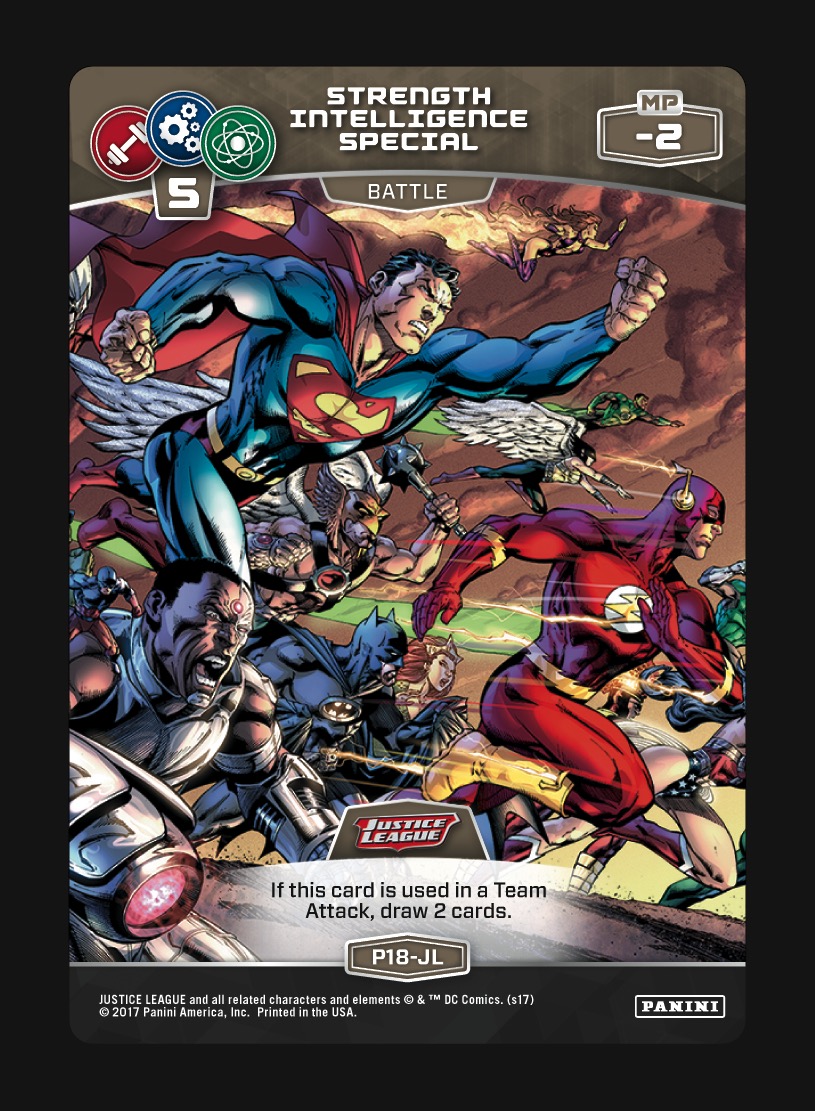 STRENGTH
INTELLIGENCE
SPECIAL
MP
-2
5
BATTLE
JUSTICE
LEAGUE
If this card is used in a Team
Attack, draw 2 cards.
P18-JL
JUSTICE LEAGUE and all related characters and elements © & ™ DC Comics. (s17)
© 2017 Panini America, Inc. Printed in the USA.
PANINI